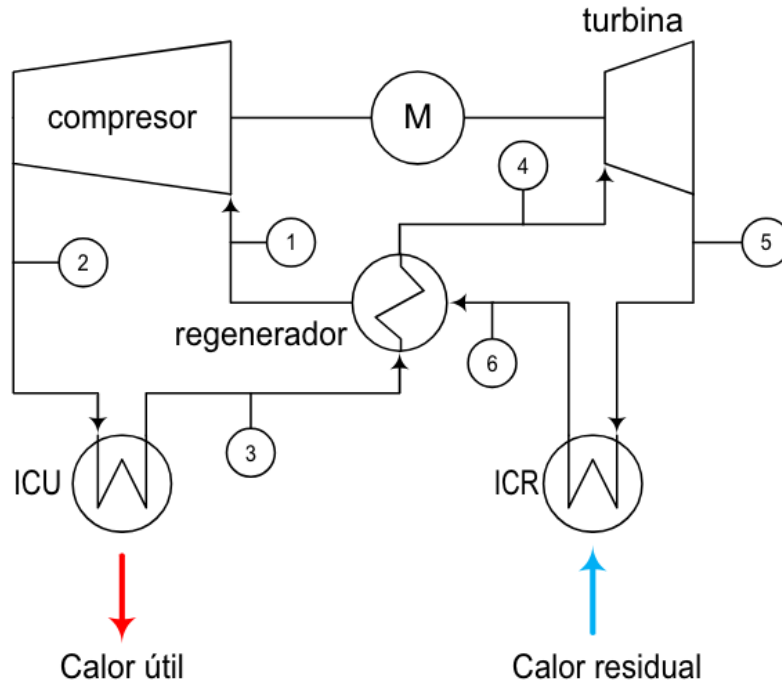 turbina
compresor
M
4
1
2
5
regenerador
6
3
ICU
ICR
Calor útil
Calor residual